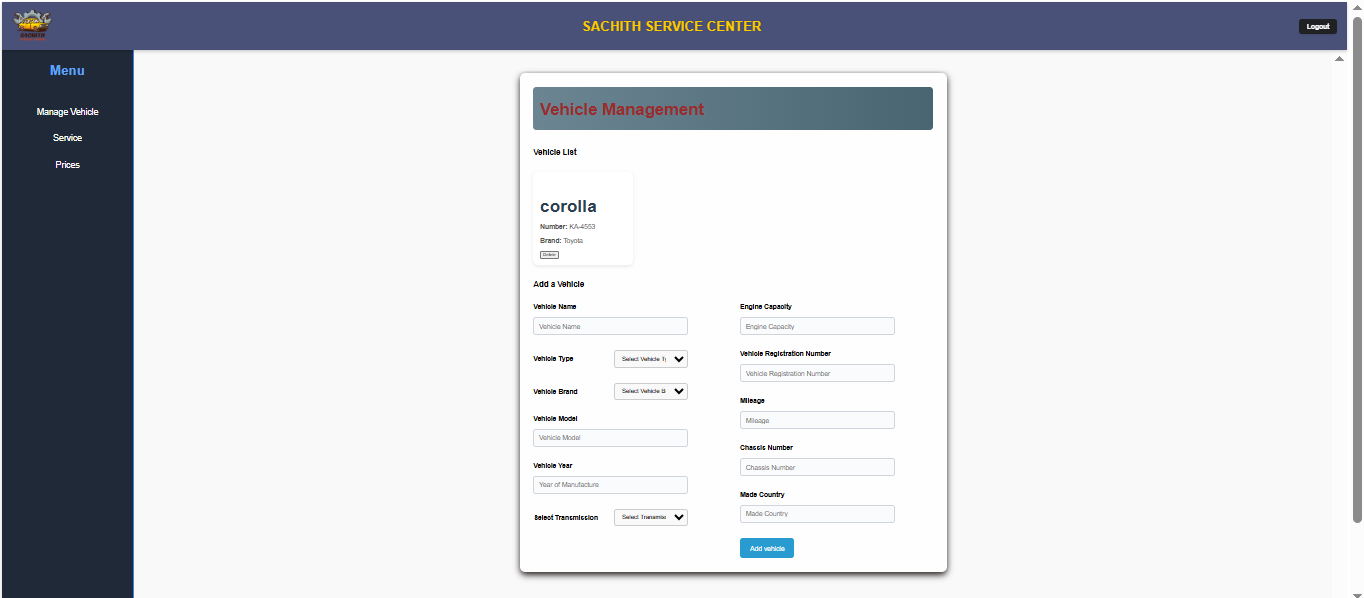 SACHITH
SACHITH SERVICE CENTER
Logout
Menu
Manage Vehicle
Service
Prices
Vehicle Management
Vehicle List
corolla
Number: KA-4553
Brand: Toyota
Delete
Add a Vehicle
Vehicle Name
Vehicle Name
Vehicle Type
Select Vehicle Ty
Vehicle Brand
Select Vehicle B
Vehicle Model
Vehicle Model
Vehicle Year
Year of Manufacture
Select Transmission
Select Transmiss
Engine Capacity
Engine Capacity
Vehicle Registration Number
Vehicle Registration Number
Mileage
Mileage
Chassis Number
Chassis Number
Made Country
Made Country
Add vehicle